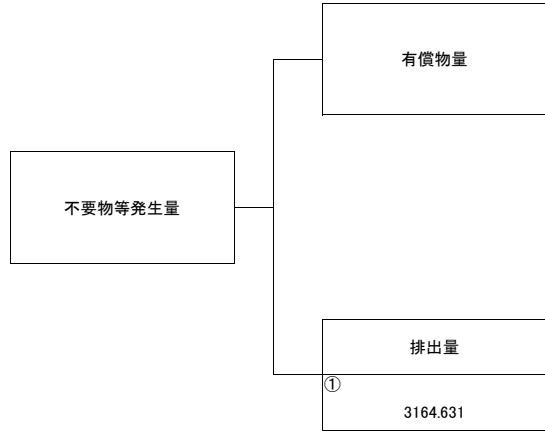 有償物量
不要物等発生量
排出量
①
3164.631